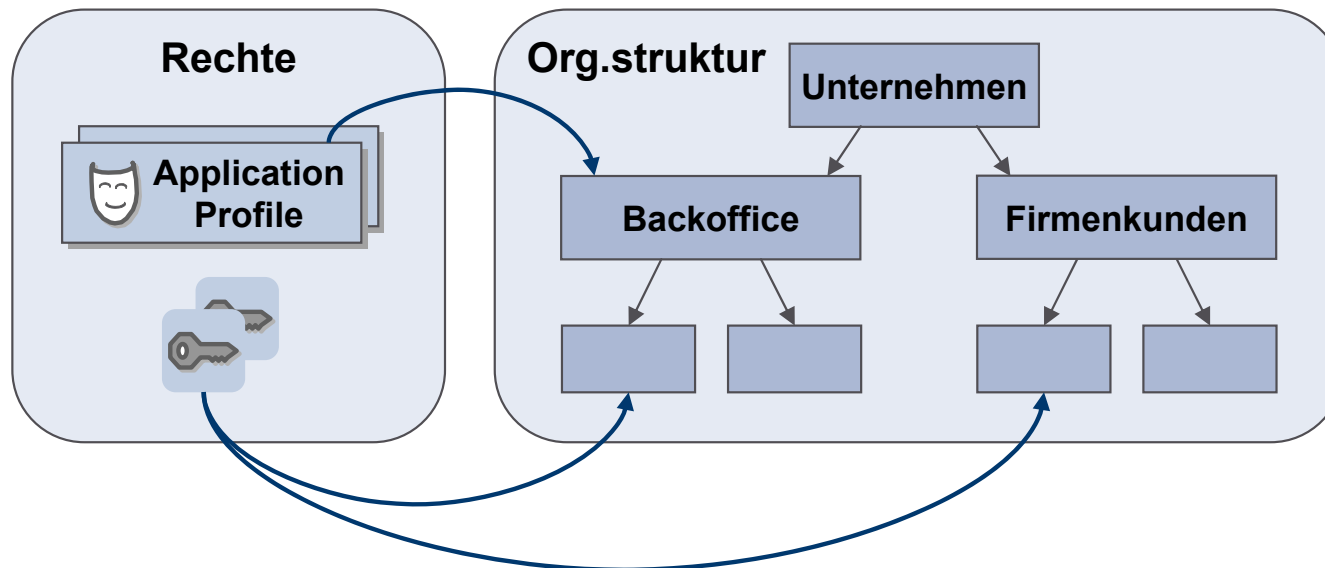 Rechte
Application
Profile
Org.struktur
Unternehmen
Backoffice
Firmenkunden